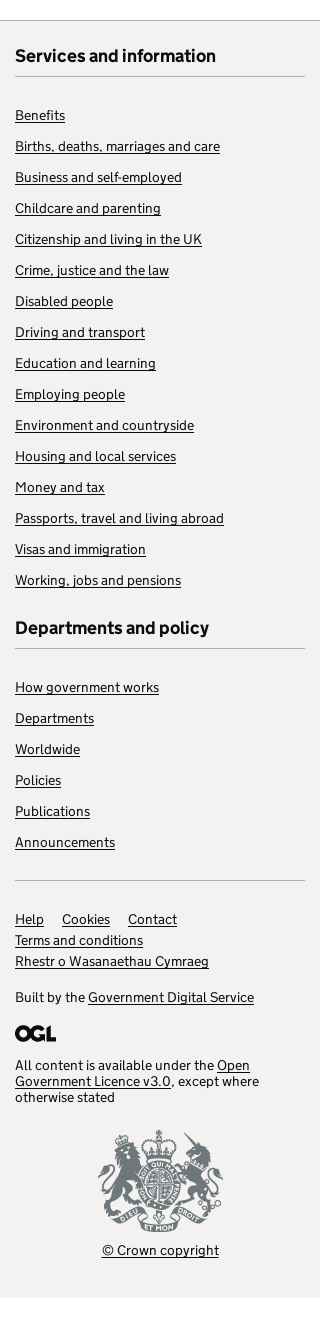 Services and information
Benefits
Births, deaths, marriages and care
Business and self-employed
Childcare and parenting
Citizenship and living in the UK
Crime, justice and the law
Disabled people
Driving and transport
Education and learning
Employing people
Environment and countryside
Housing and local services
Money and tax
Passports, travel and living abroad
Visas and immigration
Working, jobs and pensions
Departments and policy
How government works
Departments
Worldwide
Policies
Publications
Announcements
Help Cookies Contact
Terms and conditions
Rhestr o Wasanaethau Cymraeg
Built by the Government Digital Service
OGL
All content is available under the Open
Government Licence v3.0, except where
otherwise stated
DIEU ET MON DROIT
© Crown copyright